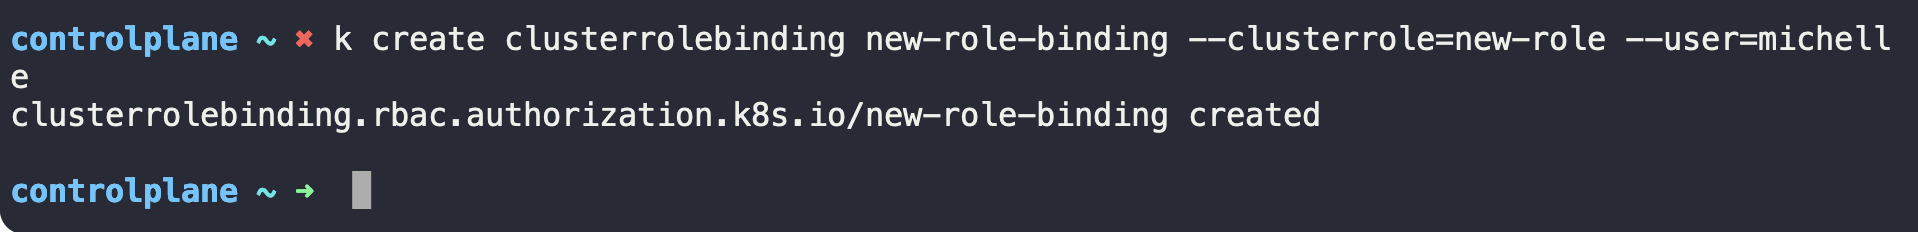 controlplane ~ ✖ k create clusterrolebinding new-role-binding --clusterrole=new-role --user=michell
e
clusterrolebinding.rbac.authorization.k8s.io/new-role-binding created
controlplane ~ ➜